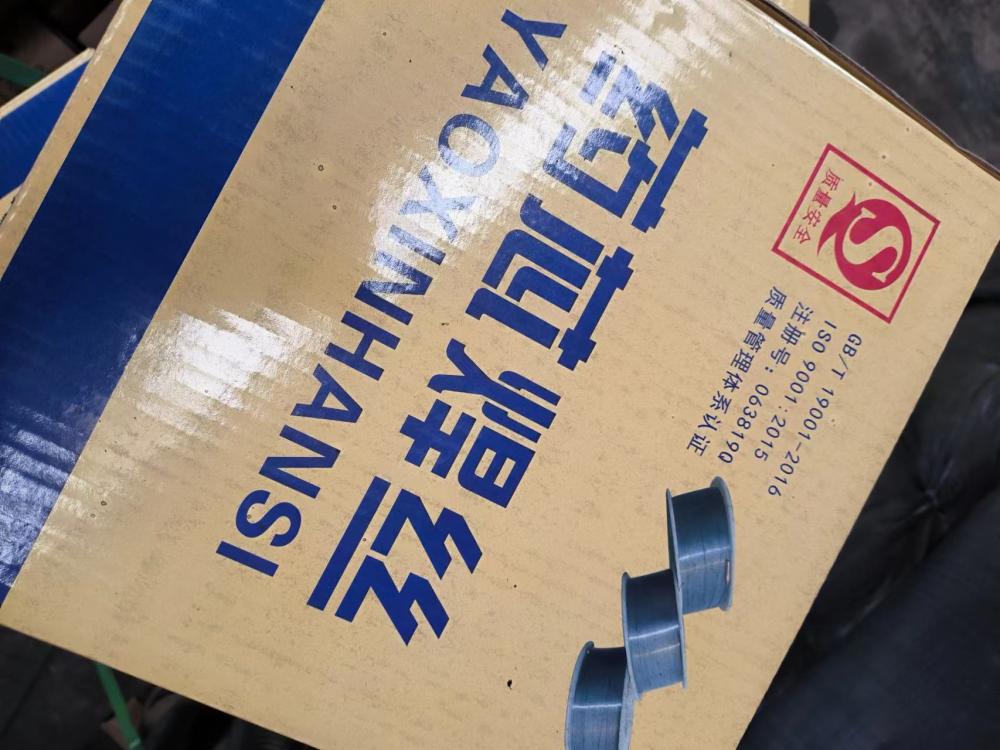 质量安全
GB/T 19001-2016
ISO 9001:2015
注册号:063819Q
质量管理体系认证
药芯焊丝
YAOXINHANSI